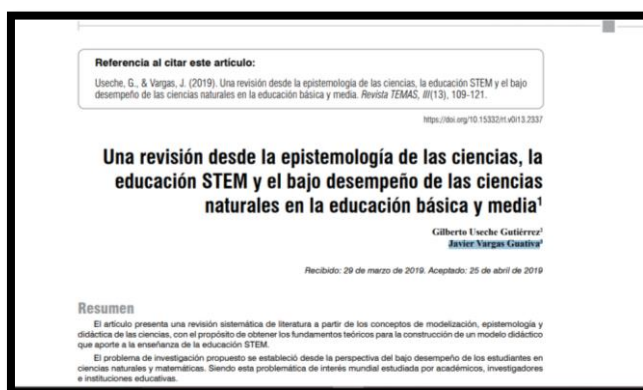 Referencia al citar este artículo:
Useche, G., & Vargas, J. (2019). Una revisión desde la epistemología de las ciencias, la educación STEM y el bajo
desempeño de las ciencias naturales en la educación básica y media. Revista TEMAS, III(13), 109-121.
https://doi.org/10.15332/rt.v0i13.2337
Una revisión desde la epistemología de las ciencias, la
educación STEM y el bajo desempeño de las ciencias
naturales en la educación básica y media¹
Gilberto Useche Gutiérrez²
Javier Vargas Guativa³
Recibido: 29 de marzo de 2019. Aceptado: 25 de abril de 2019
Resumen
El artículo presenta una revisión sistemática de literatura a partir de los conceptos de modelización, epistemología y
didáctica de las ciencias, con el propósito de obtener los fundamentos teóricos para la construcción de un modelo didáctico
que aporte a la enseñanza de la educación STEM.
El problema de investigación propuesto se estableció desde la perspectiva del bajo desempeño de los estudiantes en
ciencias naturales y matemáticas. Siendo esta problemática de interés mundial estudiada por académicos, investigadores
e instituciones educativas.